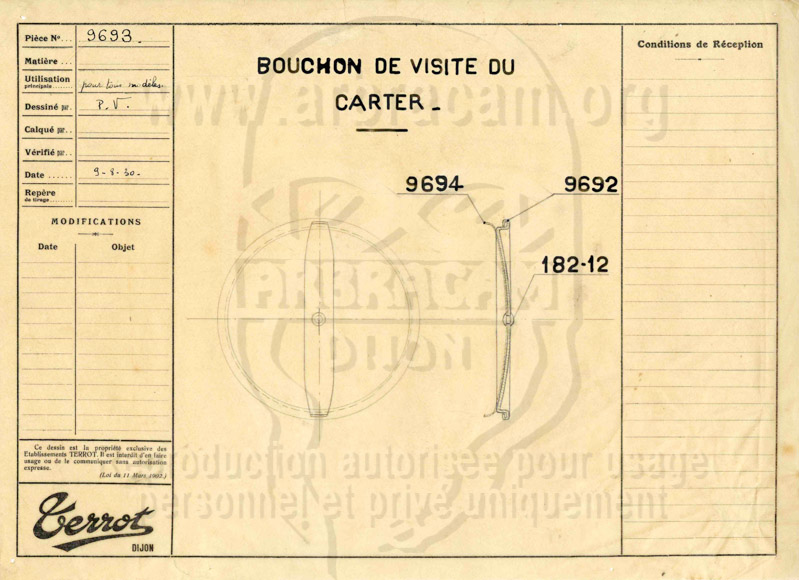 Pièce No... 9693.
Matière ...
Utilisation
principale ...... pour tous modèles
Dessiné par. P.V.
Calqué par..
Vérifié par..
Date ...... 9-8-30-
Repère
de tirage......
MODIFICATIONS
Date Objet
Ce dessin est la propriété exclusive des
Etablissements TERROT. Il est interdit d'en faire
usage ou de le communiquer sans autorisation
expresse.
(Loi du 11 Mars 1902.)
Terrot
DIJON
BOUCHON DE VISITE DU
CARTER_
9694 9692
182-12
Conditions de Réception
www.arbracam.org
ARBRACAM
DIJON
Reproduction autorisée pour usage
personnel et privé uniquement